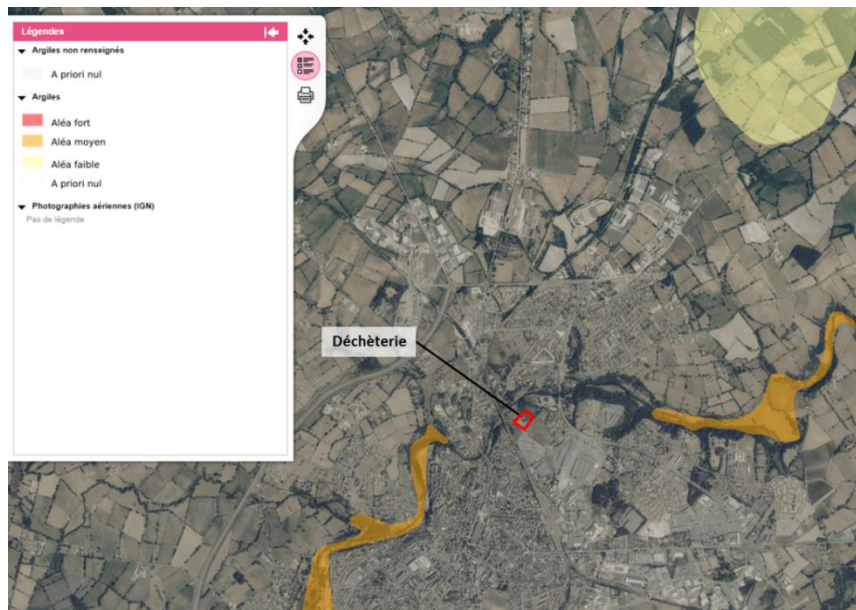 Légendes
Argiles non renseignés
A priori nul
Argiles
Aléa fort
Aléa moyen
Aléa faible
A priori nul
Photographies aériennes (IGN)
Pas de légende
Déchèterie